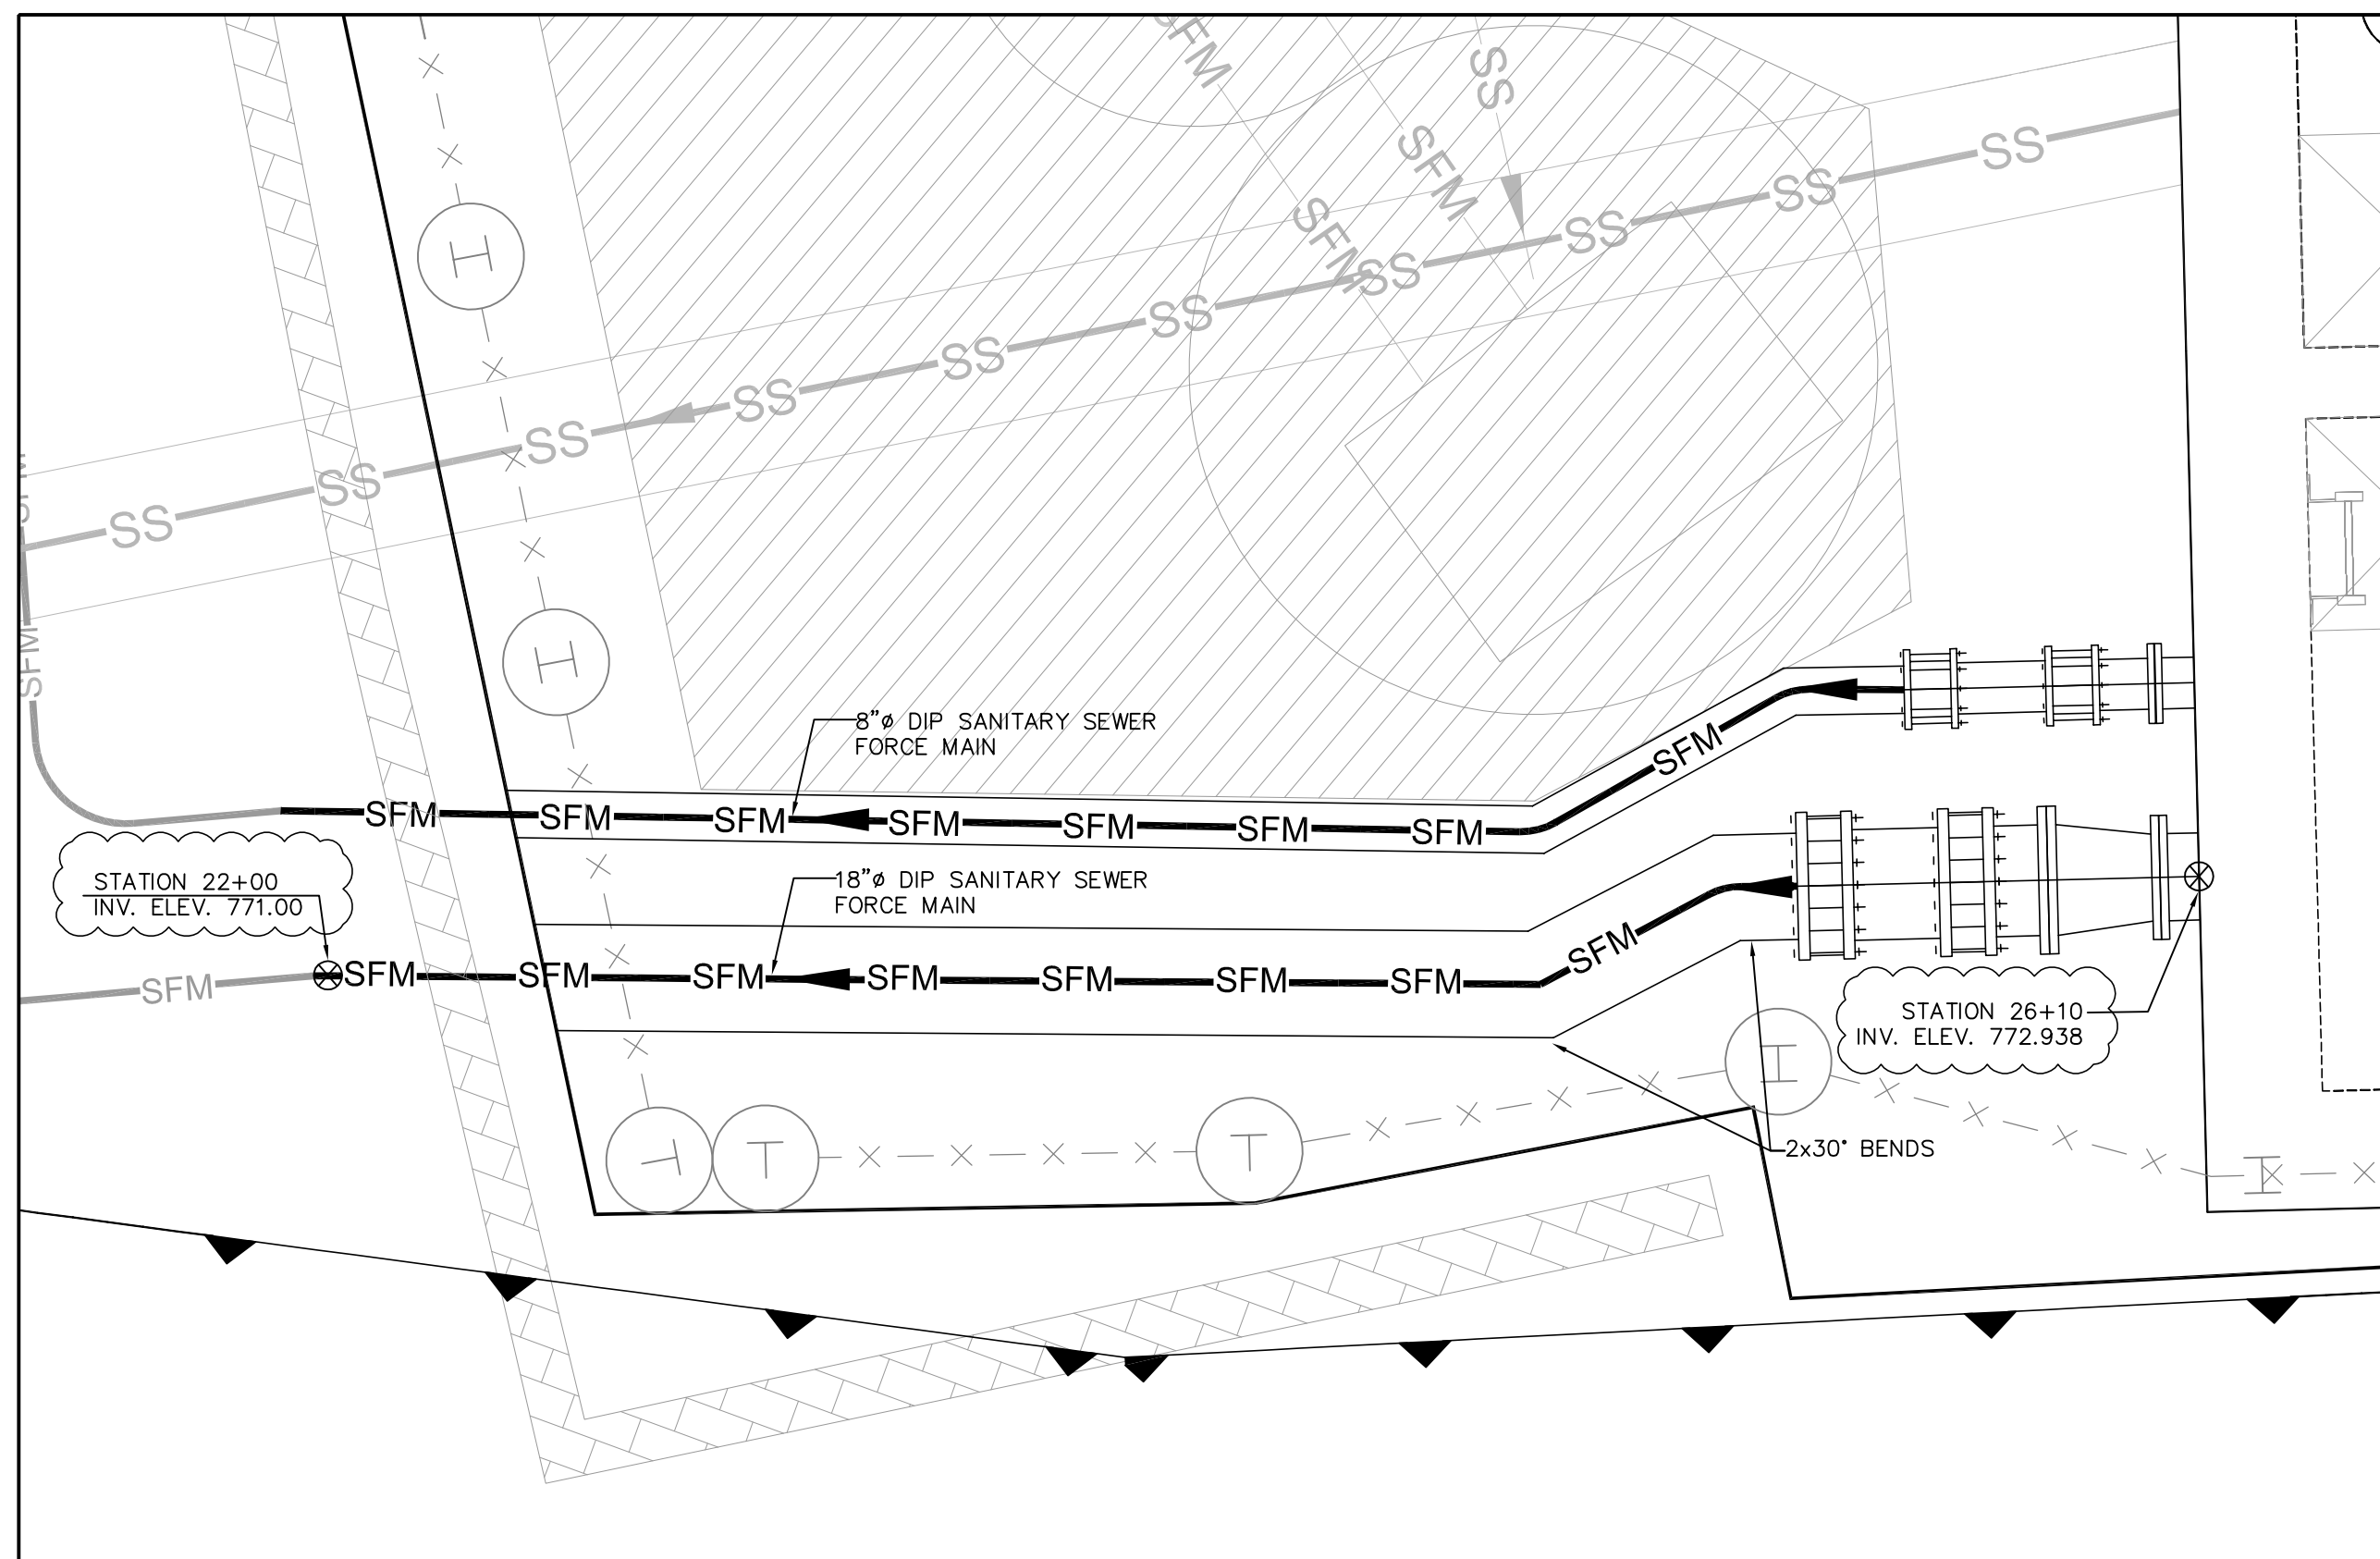 SFM
SS
SFM
SS
SS
SFM
SS
SS
SS
SS
SS
SS
SS
SS
SFM
SFM
8"ø DIP SANITARY SEWER
FORCE MAIN
SFM
SFM SFM SFM SFM SFM SFM SFM
STATION 22+00
INV. ELEV. 771.00
18"ø DIP SANITARY SEWER
FORCE MAIN
SFM
SFM SFM SFM SFM SFM SFM SFM
SFM
STATION 26+10
INV. ELEV. 772.938
2x30° BENDS